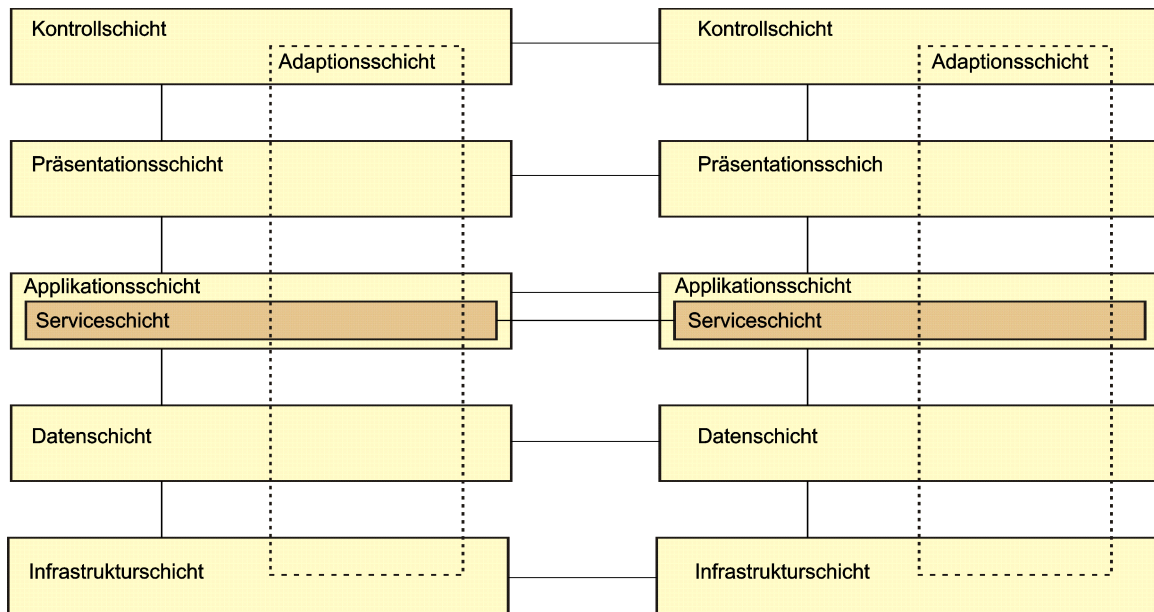 Kontrollschicht
Adaptionsschicht
Präsentationsschicht
Applikationsschicht
Serviceschicht
Datenschicht
Infrastrukturschicht
Kontrollschicht
Adaptionsschicht
Präsentationsschich
Applikationsschicht
Serviceschicht
Datenschicht
Infrastrukturschicht